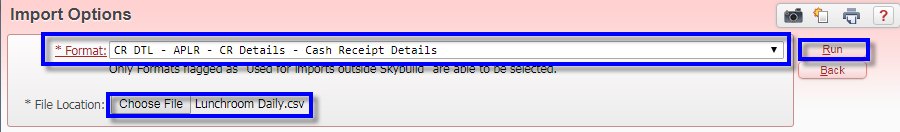 Import Options
?
* Format: CR DTL - APLR - CR Details - Cash Receipt Details
Run
Only Formats flagged as "Used for Imports outside Skybuild" are able to be selected.
Back
* File Location: Choose File Lunchroom Daily.csv